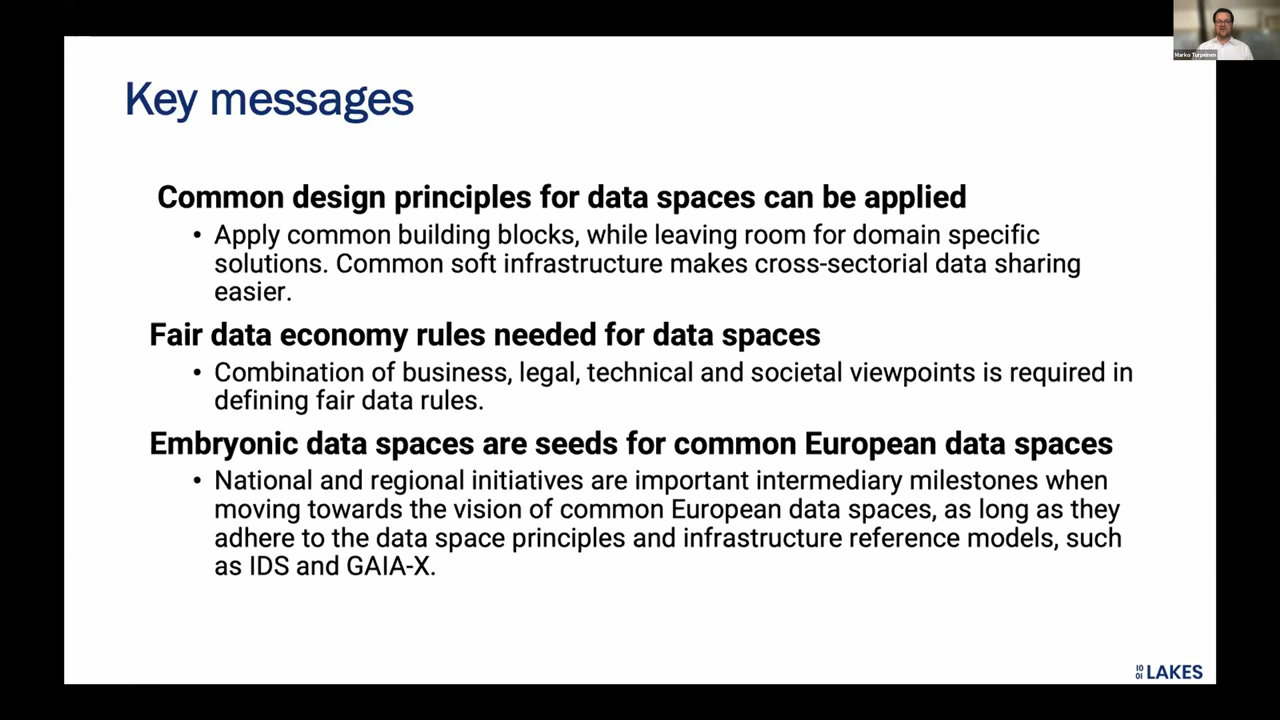 Marko Turpeinen
Key messages
Common design principles for data spaces can be applied
• Apply common building blocks, while leaving room for domain specific
solutions. Common soft infrastructure makes cross-sectorial data sharing
easier.
Fair data economy rules needed for data spaces
• Combination of business, legal, technical and societal viewpoints is required in
defining fair data rules.
Embryonic data spaces are seeds for common European data spaces
• National and regional initiatives are important intermediary milestones when
moving towards the vision of common European data spaces, as long as they
adhere to the data space principles and infrastructure reference models, such
as IDS and GAIA-X.
1001 LAKES